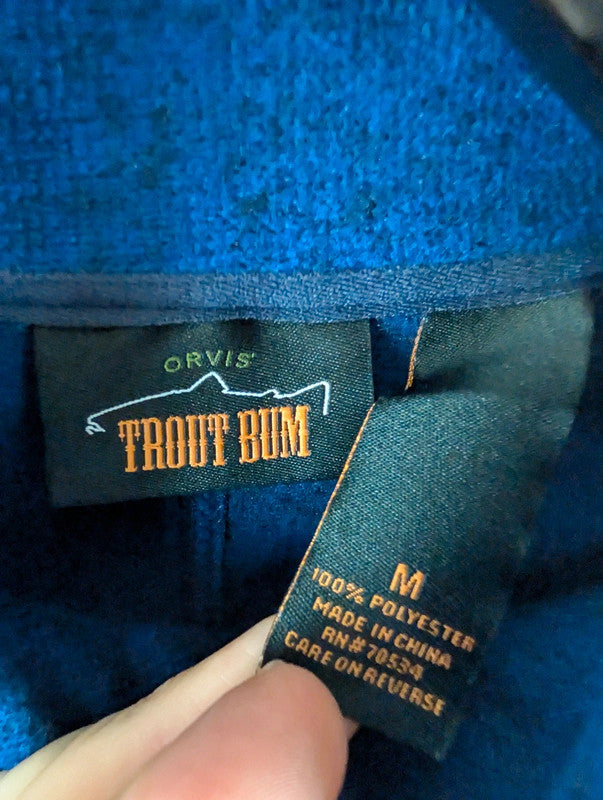 ORVIS
TROUT BUM
M
100% POLYESTER
MADE IN CHINA
RN# 70534
CARE ON REVERSE